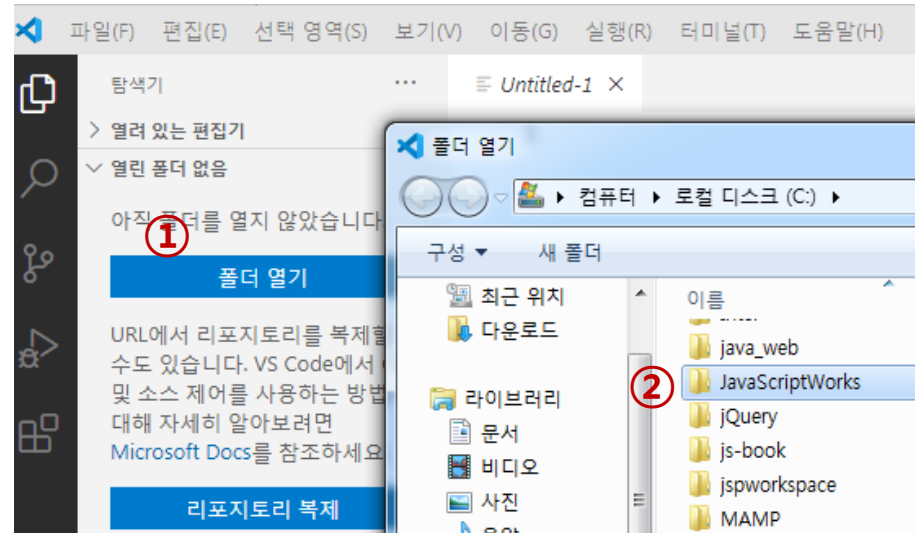 파일(F) 편집(E) 선택 영역(S) 보기(V) 이동(G) 실행(R) 터미널(T) 도움말(H)
탐색기 ···
Untitled-1 ×
> 열려 있는 편집기
열린 폴더 없음
아직 폴더를 열지 않았습니다.
①
폴더 열기
URL에서 리포지토리를 복제할
수도 있습니다. VS Code에서
및 소스 제어를 사용하는 방법
대해 자세히 알아보려면
Microsoft Docs를 참조하세요
리포지토리 복제
폴더 열기
컴퓨터 ▶ 로컬 디스크 (C:) ▶
구성 ▼ 새 폴더
최근 위치
다운로드
라이브러리
문서
비디오
사진
이름
java_web
②
JavaScriptWorks
jQuery
js-book
jspworkspace
MAMP